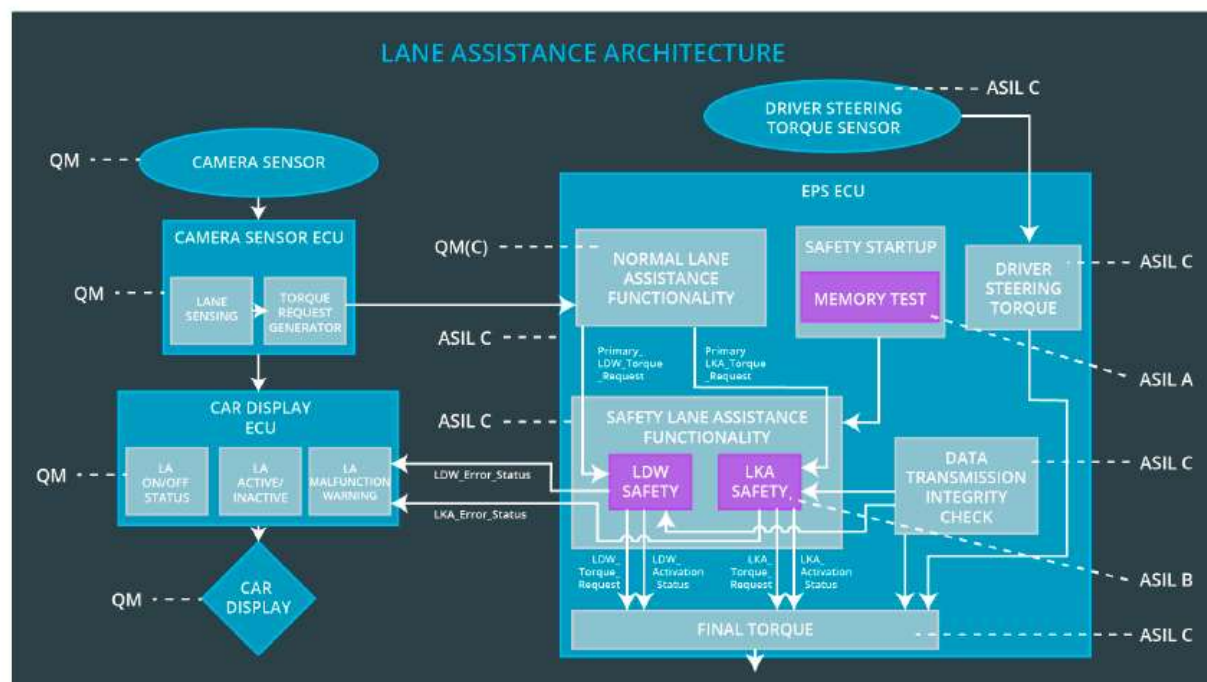 LANE ASSISTANCE ARCHITECTURE
ASIL C
DRIVER STEERING
TORQUE SENSOR
QM
CAMERA SENSOR
EPS ECU
CAMERA SENSOR ECU
QM(C)
NORMAL LANE
ASSISTANCE
FUNCTIONALITY
SAFETY STARTUP
MEMORY TEST
DRIVER
STEERING
TORQUE
ASIL C
QM
LANE
SENSING
TORQUE
REQUEST
GENERATOR
ASIL C
Primary_
LDW_Torque
_Request
Primary
LKA_Torque
_Request
ASIL A
CAR DISPLAY
ECU
ASIL C
SAFETY LANE ASSISTANCE
FUNCTIONALITY
QM
LA
ON/OFF
STATUS
LA
ACTIVE/
INACTIVE
LA
MALFUNCTION
WARNING
LDW_Error_Status
LKA_Error_Status
LDW
SAFETY
LKA
SAFETY
DATA
TRANSMISSION
INTEGRITY
CHECK
ASIL C
LDW_
Torque_
Request
LDW_
Activation
_Status
LKA_
Torque_
Request
LKA_
Activation
_Status
ASIL B
QM
CAR
DISPLAY
FINAL TORQUE
ASIL C